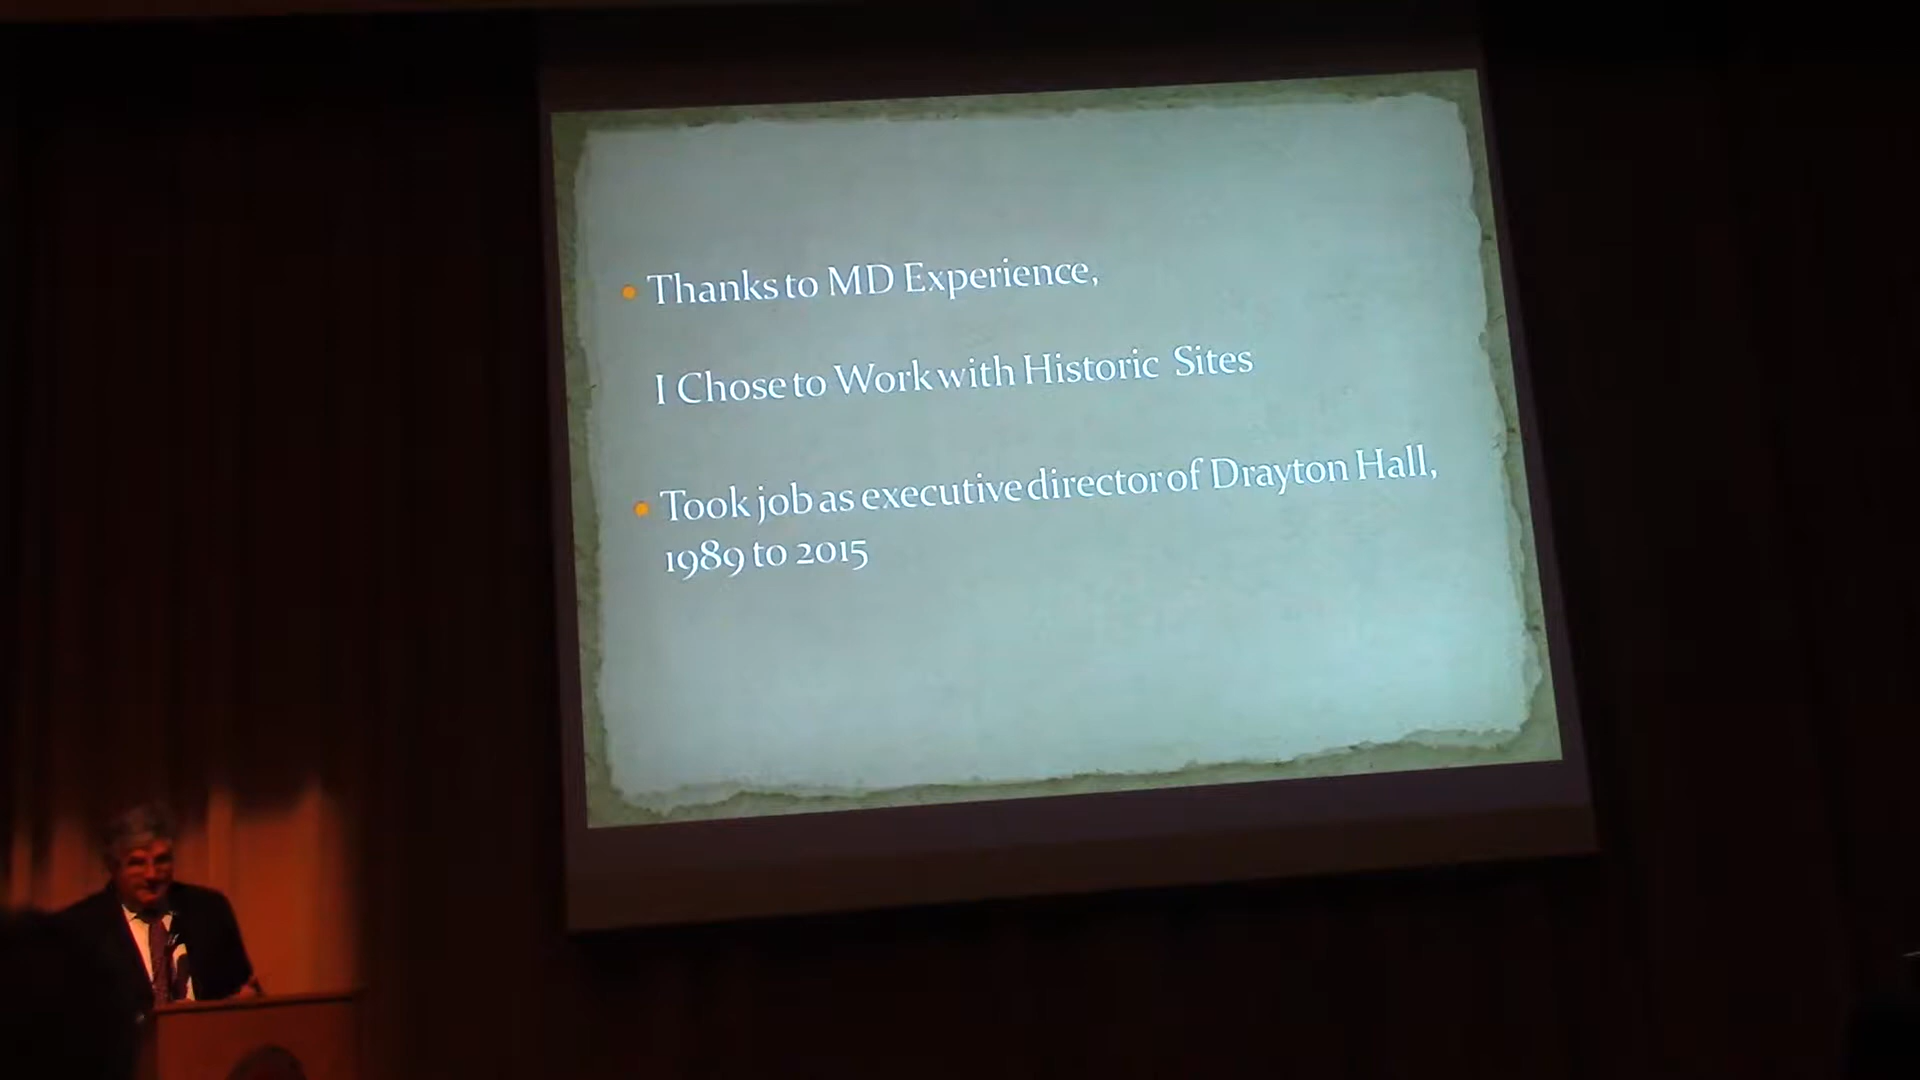 Thanks to MD Experience,
I Chose to Work with Historic Sites
Took job as executive director of Drayton Hall,
1989 to 2015